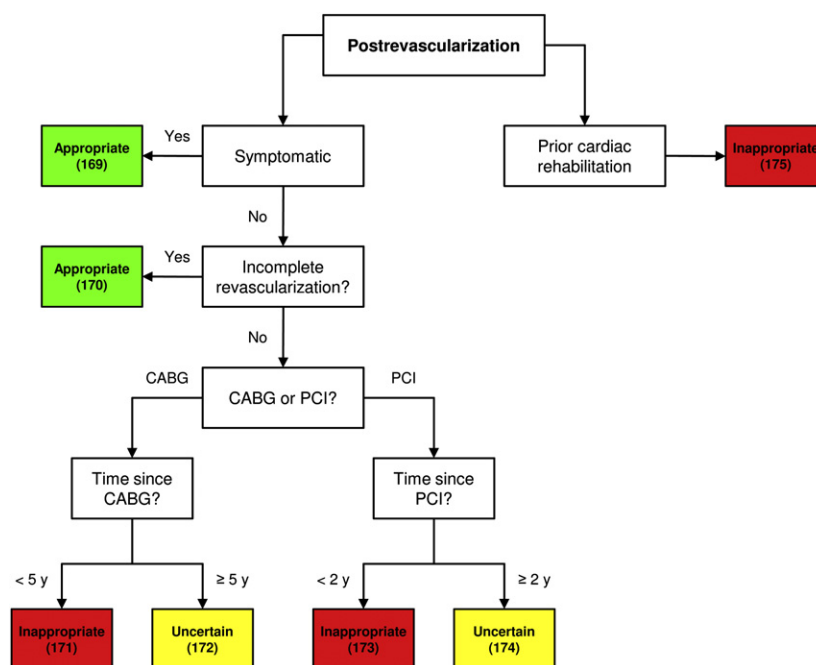 Postrevascularization
Appropriate
(169)
Yes
Symptomatic
Prior cardiac
rehabilitation
Inappropriate
(175)
No
Appropriate
(170)
Yes
Incomplete
revascularization?
No
CABG
CABG or PCI?
PCI
Time since
CABG?
Time since
PCI?
< 5 y
≥ 5 y
< 2 y
≥ 2 y
Inappropriate
(171)
Uncertain
(172)
Inappropriate
(173)
Uncertain
(174)